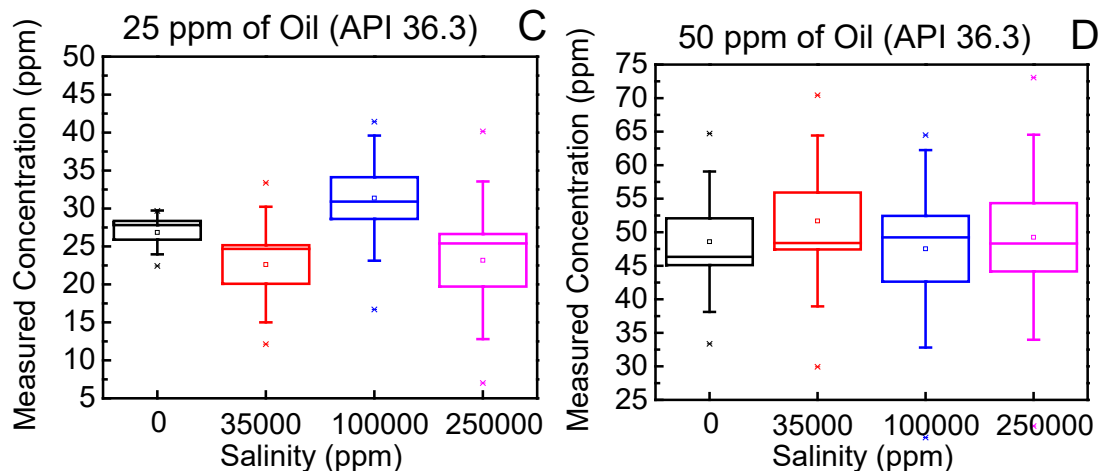 25 ppm of Oil (API 36.3)
C
Measured Concentration (ppm)
50
45
40
35
30
25
20
15
10
5
0 35000 100000 250000
Salinity (ppm)
50 ppm of Oil (API 36.3)
D
Measured Concentration (ppm)
75
70
65
60
55
50
45
40
35
30
25
0 35000 100000 250000
Salinity (ppm)